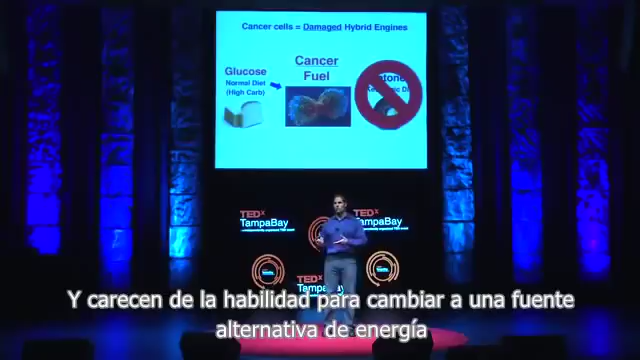 Cancer cells = Damaged Hybrid Engines
Cancer
Fuel
Glucose
Normal Diet
(High Carb)
TEDx
TampaBay
TEDx
TampaBay
TEDx
TampaBay
Y carecen de la habilidad para cambiar a una fuente
alternativa de energía